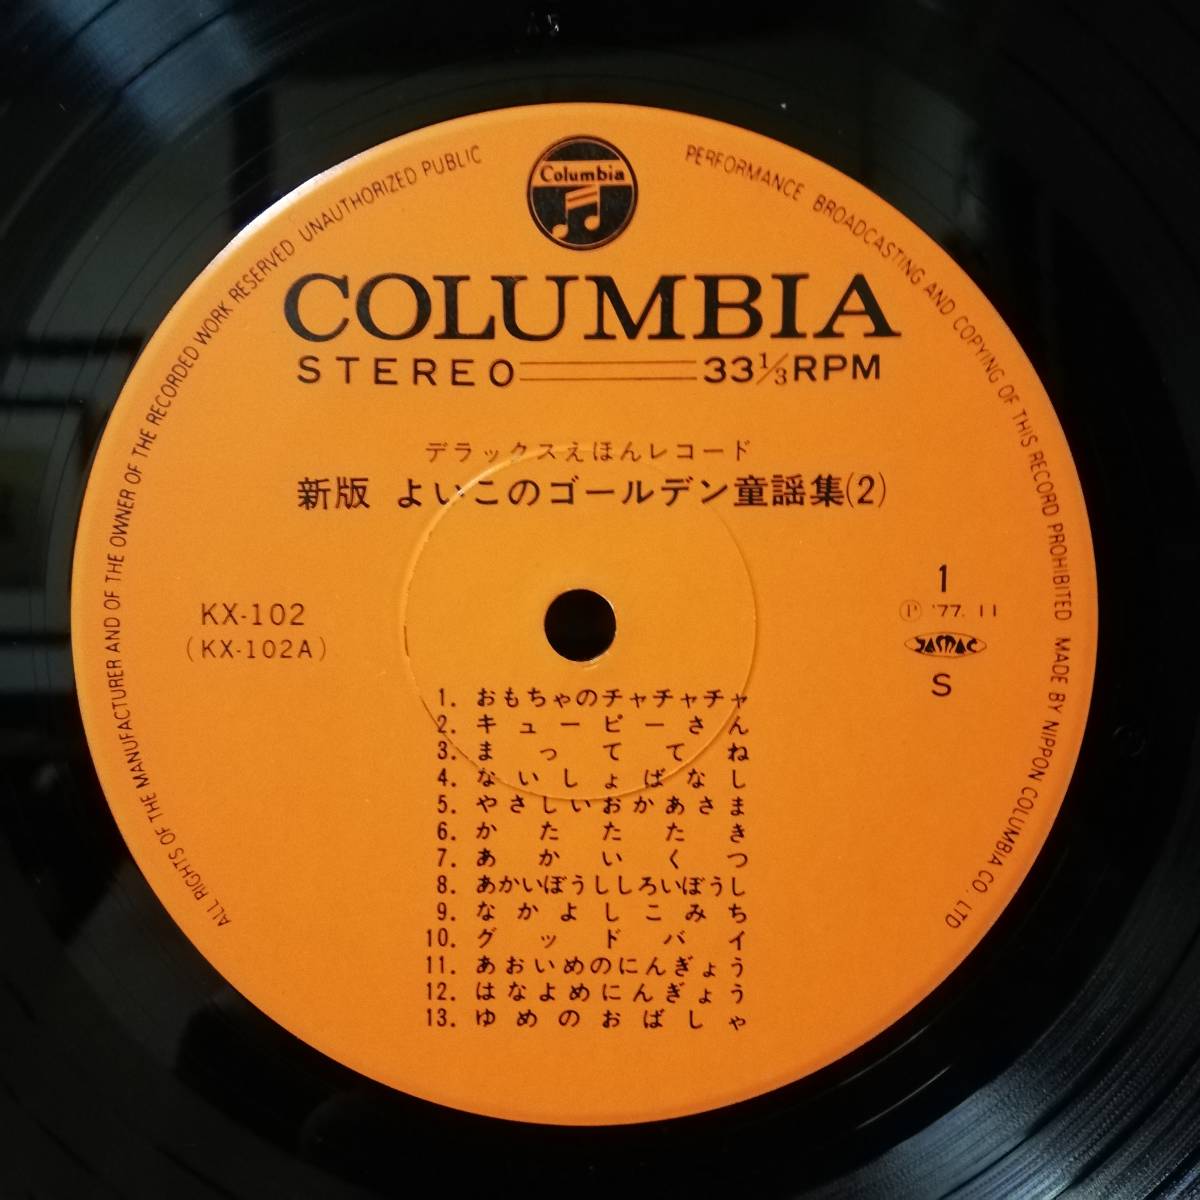 A5
Columbia
ALL RIGHTS OF THE MANUFACTURER AND OF THE OWNER OF THE RECORDED WORK RESERVED UNAUTHORIZED PUBLIC PERFORMANCE BROADCASTING AND COPYING OF THIS RECORD PROHIBITED MADE BY NIPPON COLUMBIA CO., LTD
COLUMBIA
STEREO 33 1/3 RPM
デラックスえほんレコード
新版 よいこのゴールデン童謡集(2)
KX-102
(KX-102A)
1
Ⓟ '77. 11
JASRAC
S
1. おもちゃのチャチャチャ
2. キューピーさん
3. まっててね
4. ないしょばなし
5. やさしいおかあさま
6. かたたたき
7. あかいくつ
8. あかいぼうししろいぼうし
9. なかよしこみち
10. グッドバイ
11. あおいめのにんぎょう
12. はなよめにんぎょう
13. ゆめのおばしゃ